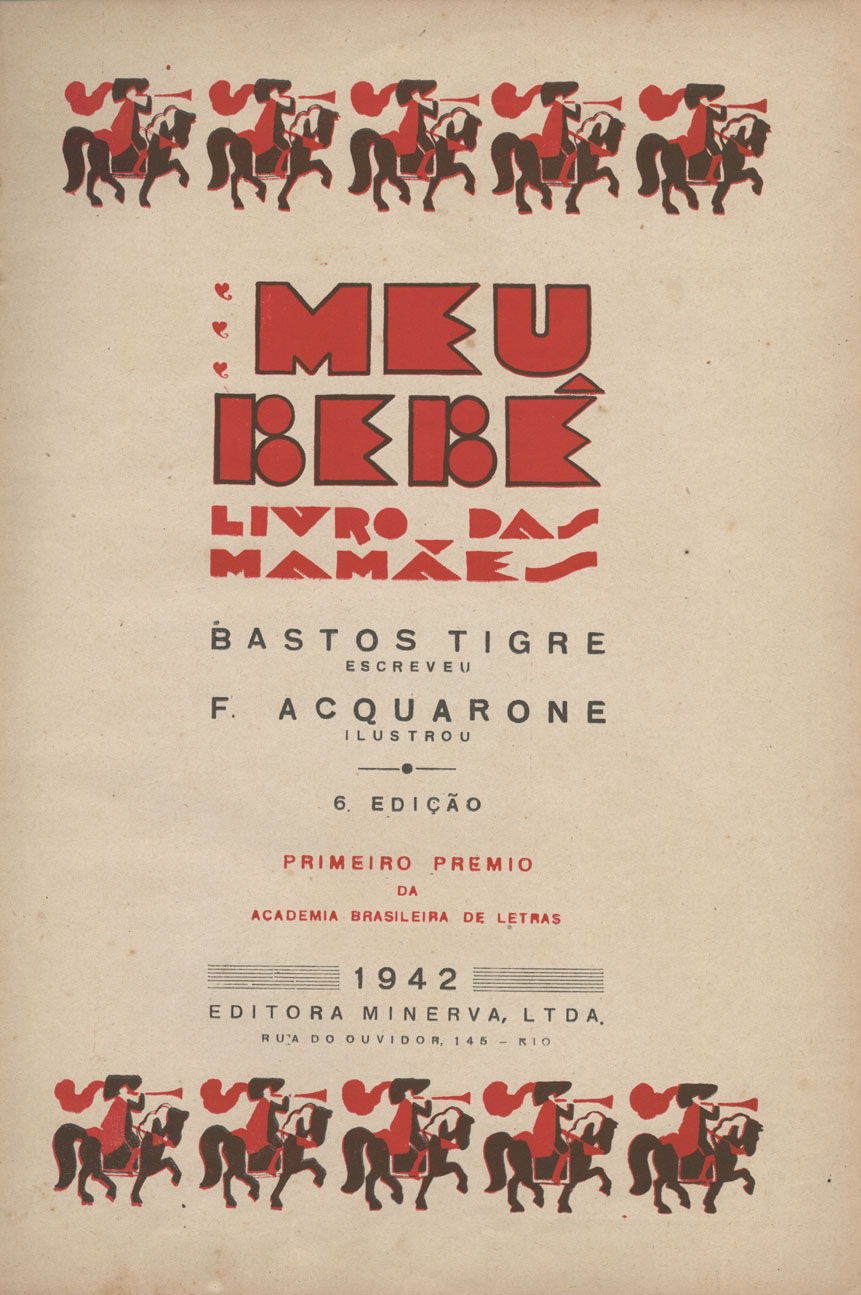 MEU
BEBÊ
LIVRO DAS
MAMÃES
BASTOS TIGRE
ESCREVEU
F. ACQUARONE
ILUSTROU
6. EDIÇÃO
PRIMEIRO PREMIO
DA
ACADEMIA BRASILEIRA DE LETRAS
1942
EDITORA MINERVA, LTDA.
RUA DO OUVIDOR, 145 – RIO